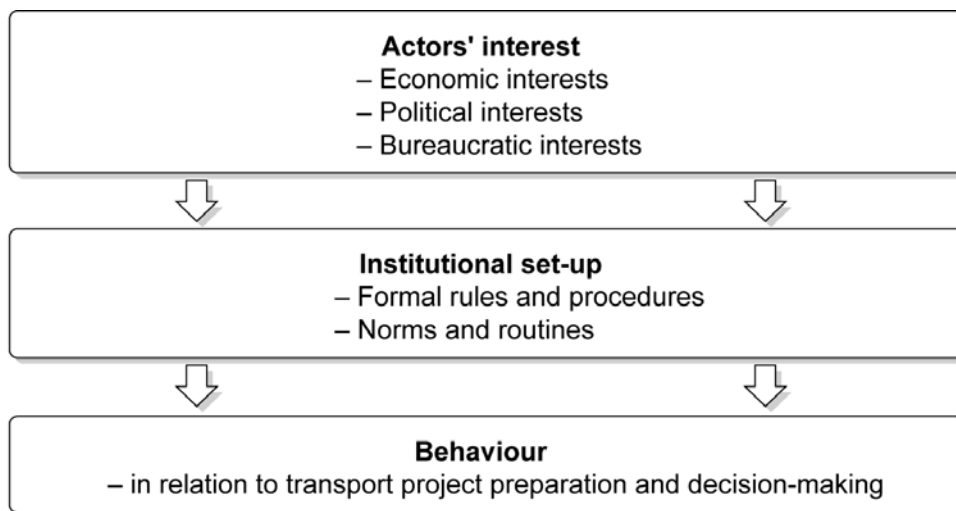 Actors' interest
– Economic interests
– Political interests
– Bureaucratic interests
Institutional set-up
– Formal rules and procedures
– Norms and routines
Behaviour
– in relation to transport project preparation and decision-making